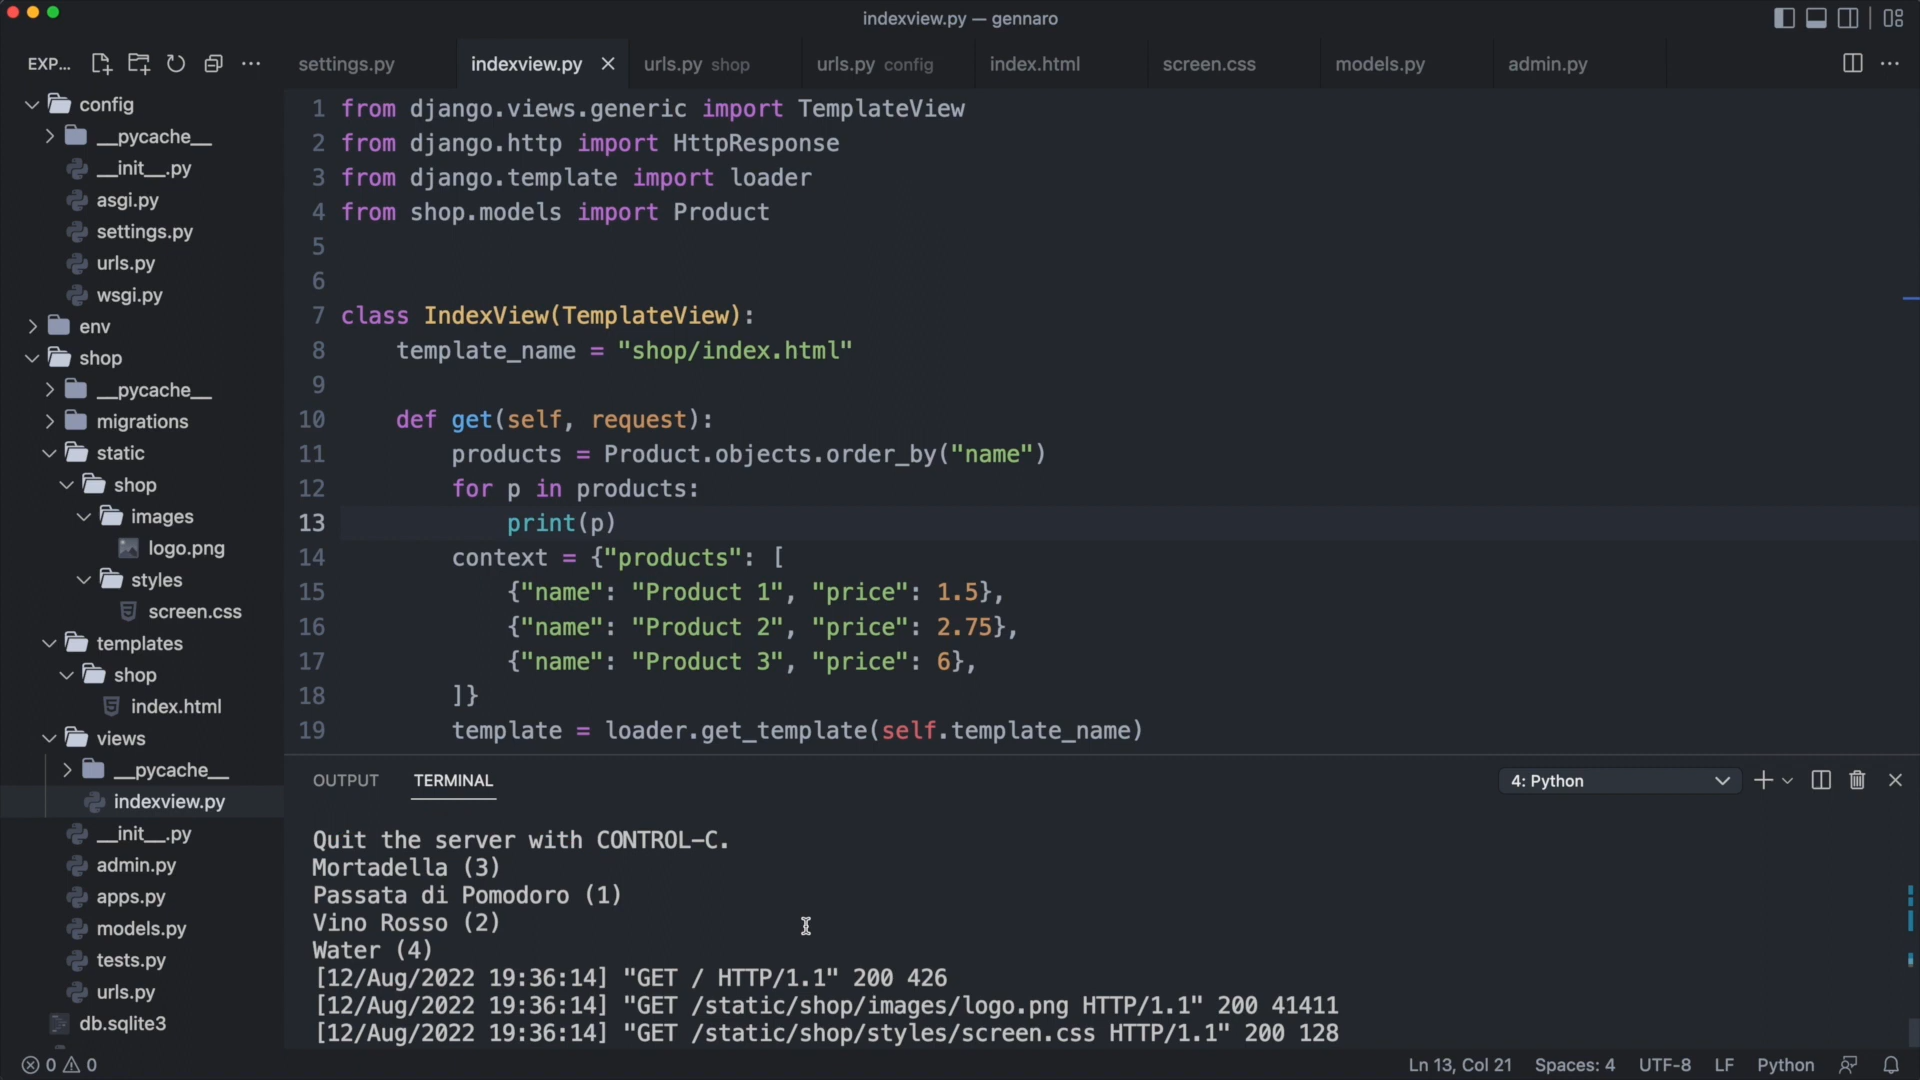 indexview.py — gennaro
EXP...
settings.py
indexview.py
urls.py shop
urls.py config
index.html
screen.css
models.py
admin.py
config
__pycache__
__init__.py
asgi.py
settings.py
urls.py
wsgi.py
env
shop
__pycache__
migrations
static
shop
images
logo.png
styles
screen.css
templates
shop
index.html
views
__pycache__
indexview.py
__init__.py
admin.py
apps.py
models.py
tests.py
urls.py
db.sqlite3
1 from django.views.generic import TemplateView
2 from django.http import HttpResponse
3 from django.template import loader
4 from shop.models import Product
5
6
7 class IndexView(TemplateView):
8     template_name = "shop/index.html"
9
10     def get(self, request):
11         products = Product.objects.order_by("name")
12         for p in products:
13             print(p)
14         context = {"products": [
15             {"name": "Product 1", "price": 1.5},
16             {"name": "Product 2", "price": 2.75},
17             {"name": "Product 3", "price": 6},
18         ]}
19         template = loader.get_template(self.template_name)
OUTPUT
TERMINAL
4: Python
Quit the server with CONTROL-C.
Mortadella (3)
Passata di Pomodoro (1)
Vino Rosso (2)
Water (4)
[12/Aug/2022 19:36:14] "GET / HTTP/1.1" 200 426
[12/Aug/2022 19:36:14] "GET /static/shop/images/logo.png HTTP/1.1" 200 41411
[12/Aug/2022 19:36:14] "GET /static/shop/styles/screen.css HTTP/1.1" 200 128
0 0
Ln 13, Col 21
Spaces: 4
UTF-8
LF
Python